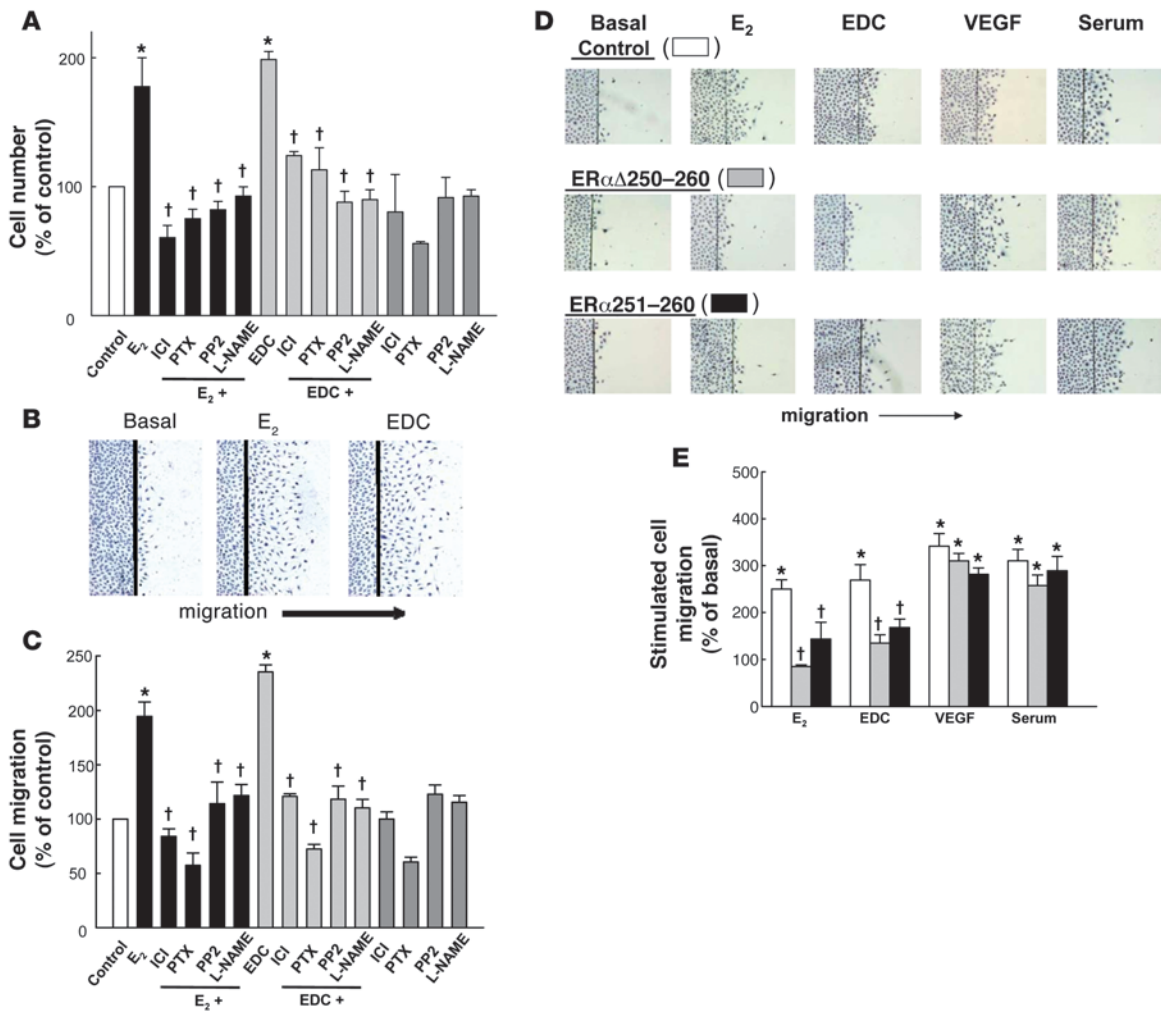 A
Cell number
(% of control)
200
100
0
* † † † † * † † † †
Control E2 ICI PTX PP2 L-NAME EDC ICI PTX PP2 L-NAME ICI PTX PP2 L-NAME
E2 + EDC +
B
Basal E2 EDC
migration
C
Cell migration
(% of control)
250
200
150
100
50
0
* † † † † * † † † †
Control E2 ICI PTX PP2 L-NAME EDC ICI PTX PP2 L-NAME ICI PTX PP2 L-NAME
E2 + EDC +
D
Basal E2 EDC VEGF Serum
Control ( )
ERαΔ250–260 ( )
ERα251–260 ( )
migration
E
Stimulated cell
migration
(% of basal)
500
400
300
200
100
0
* † † * † † * * * * * *
E2 EDC VEGF Serum